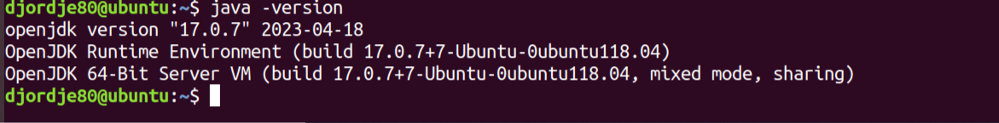 djordje80@ubuntu:~$ java -version
openjdk version "17.0.7" 2023-04-18
OpenJDK Runtime Environment (build 17.0.7+7-Ubuntu-0ubuntu118.04)
OpenJDK 64-Bit Server VM (build 17.0.7+7-Ubuntu-0ubuntu118.04, mixed mode, sharing)
djordje80@ubuntu:~$